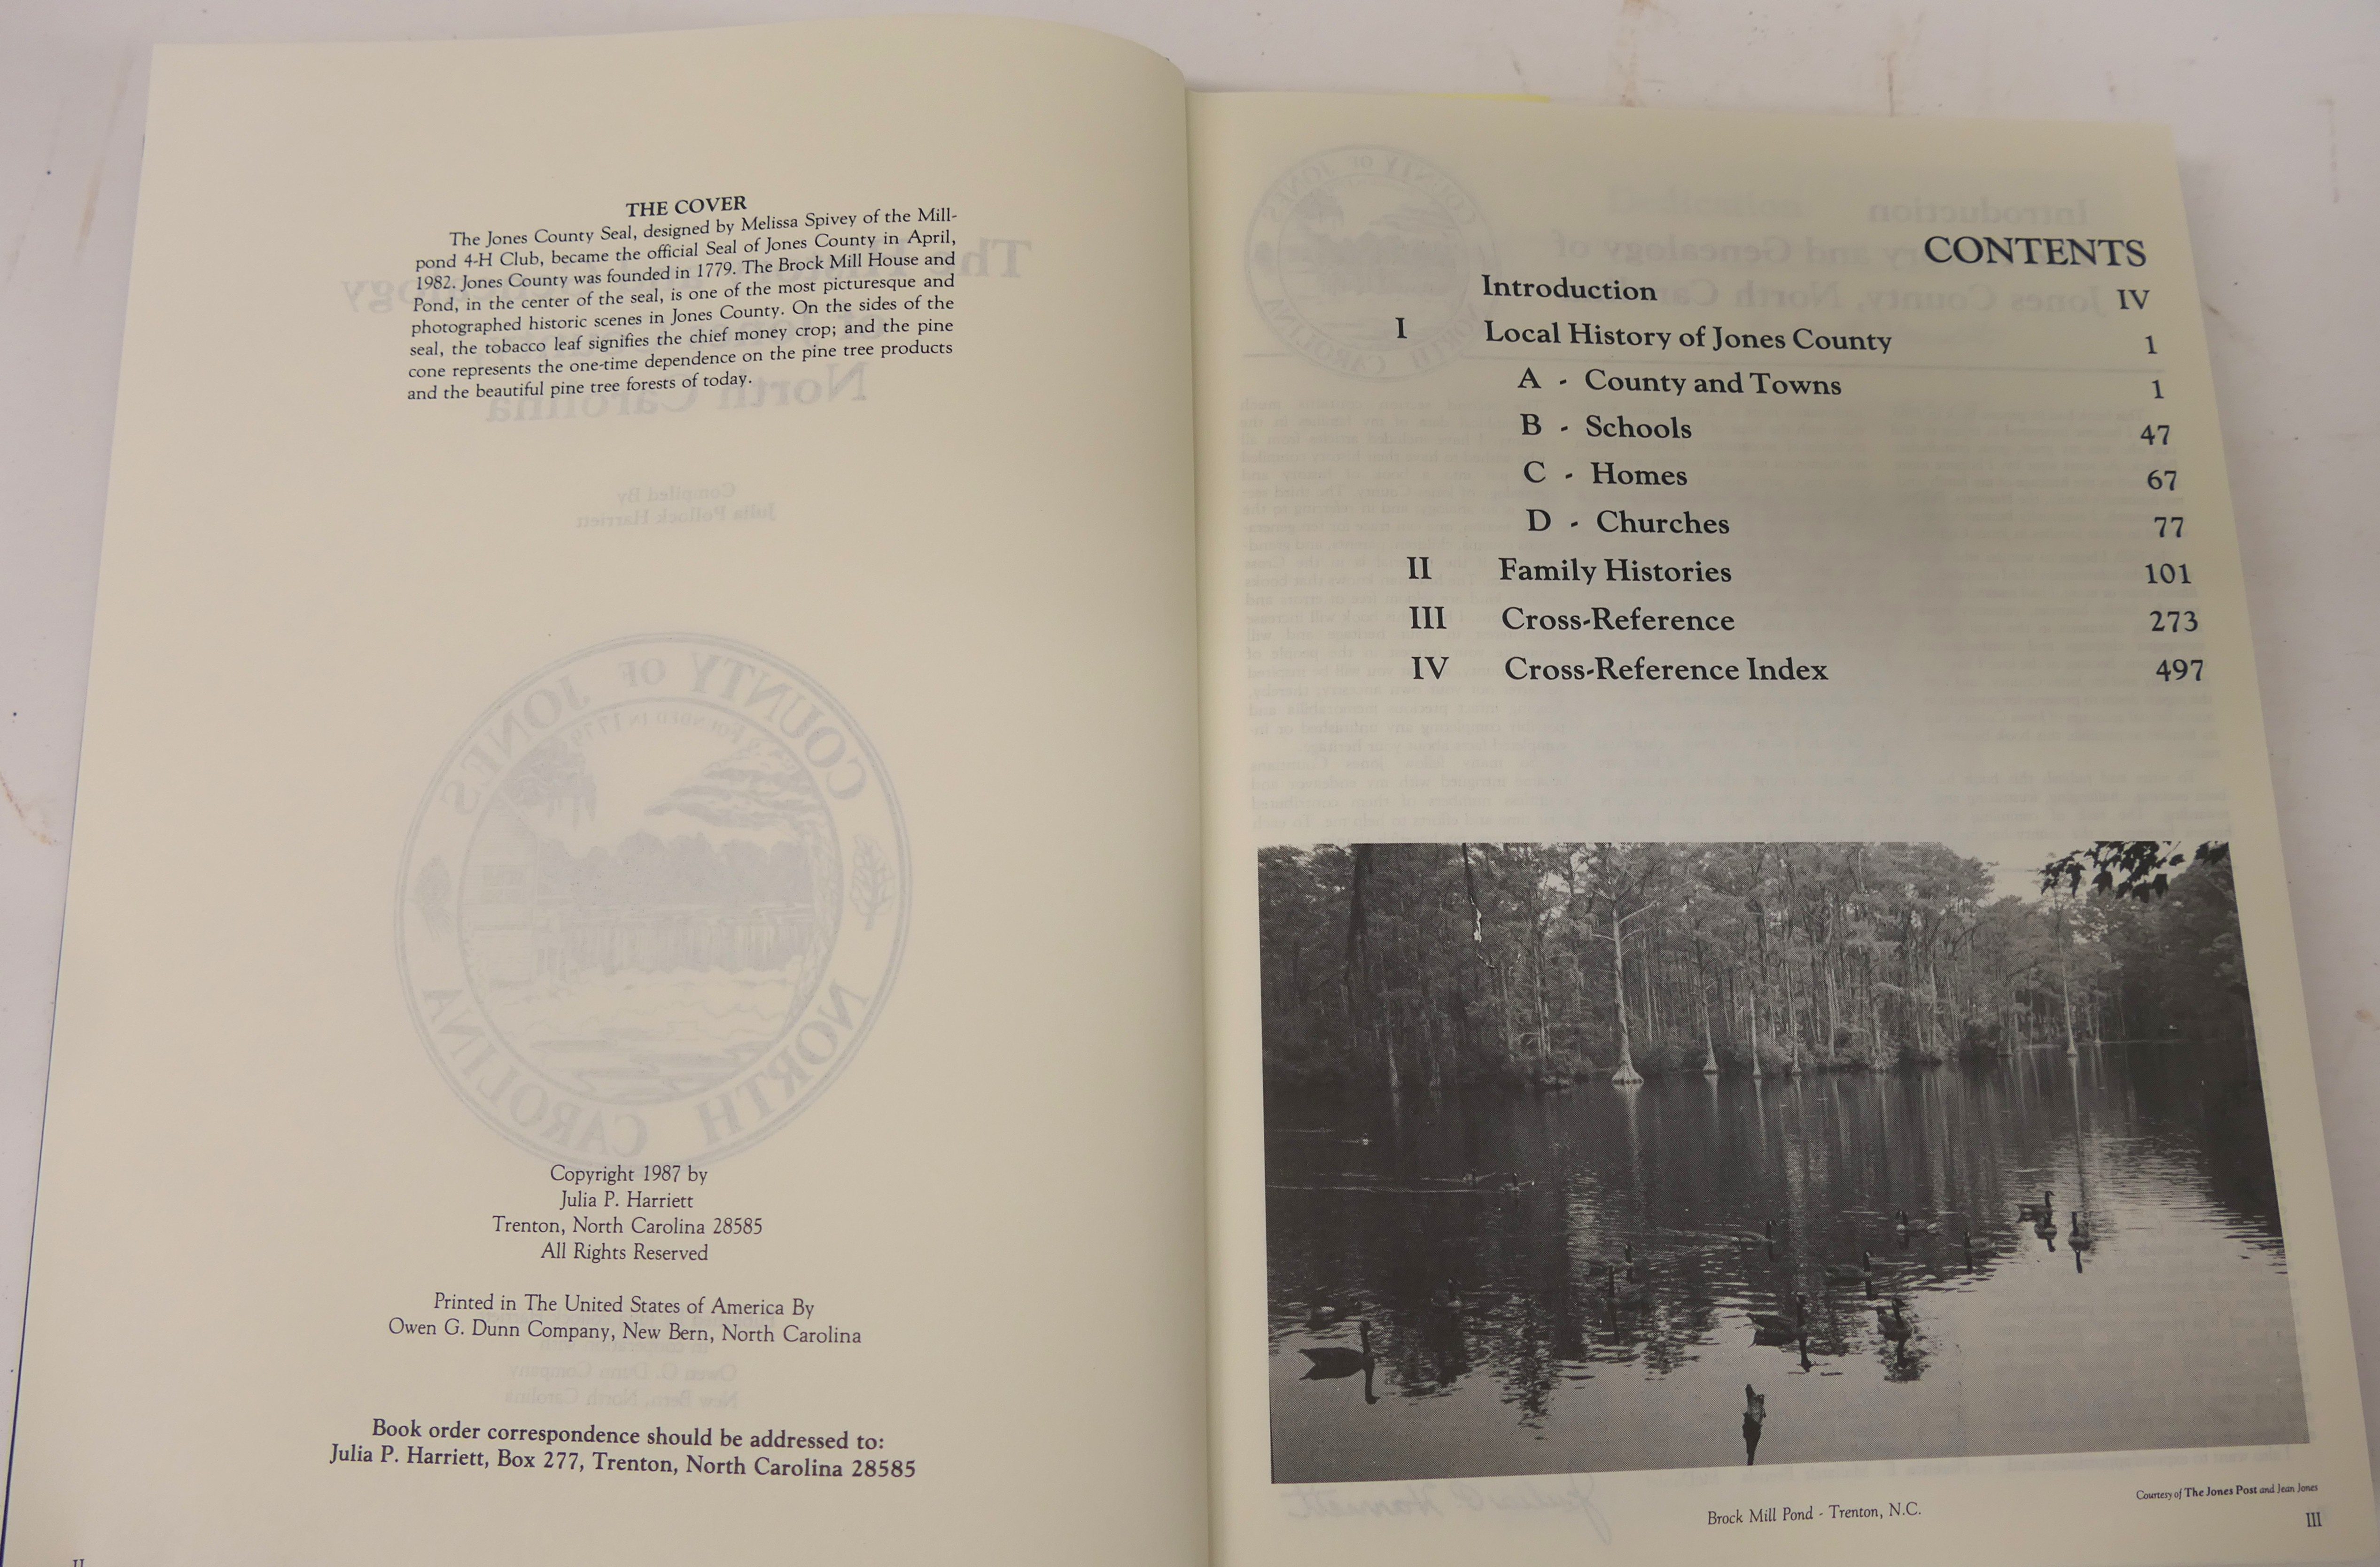 THE COVER
The Jones County Seal, designed by Melissa Spivey of the Mill-
pond 4-H Club, became the official Seal of Jones County in April,
1982. Jones County was founded in 1779. The Brock Mill House and
Pond, in the center of the seal, is one of the most picturesque and
photographed historic scenes in Jones County. On the sides of the
seal, the tobacco leaf signifies the chief money crop; and the pine
cone represents the one-time dependence on the pine tree products
and the beautiful pine tree forests of today.
Copyright 1987 by
Julia P. Harriett
Trenton, North Carolina 28585
All Rights Reserved
Printed in The United States of America By
Owen G. Dunn Company, New Bern, North Carolina
Book order correspondence should be addressed to:
Julia P. Harriett, Box 277, Trenton, North Carolina 28585
II
CONTENTS
Introduction IV
I Local History of Jones County 1
A - County and Towns 1
B - Schools 47
C - Homes 67
D - Churches 77
II Family Histories 101
III Cross-Reference 273
IV Cross-Reference Index 497
Courtesy of The Jones Post and Jean Jones
Brock Mill Pond - Trenton, N.C.
III